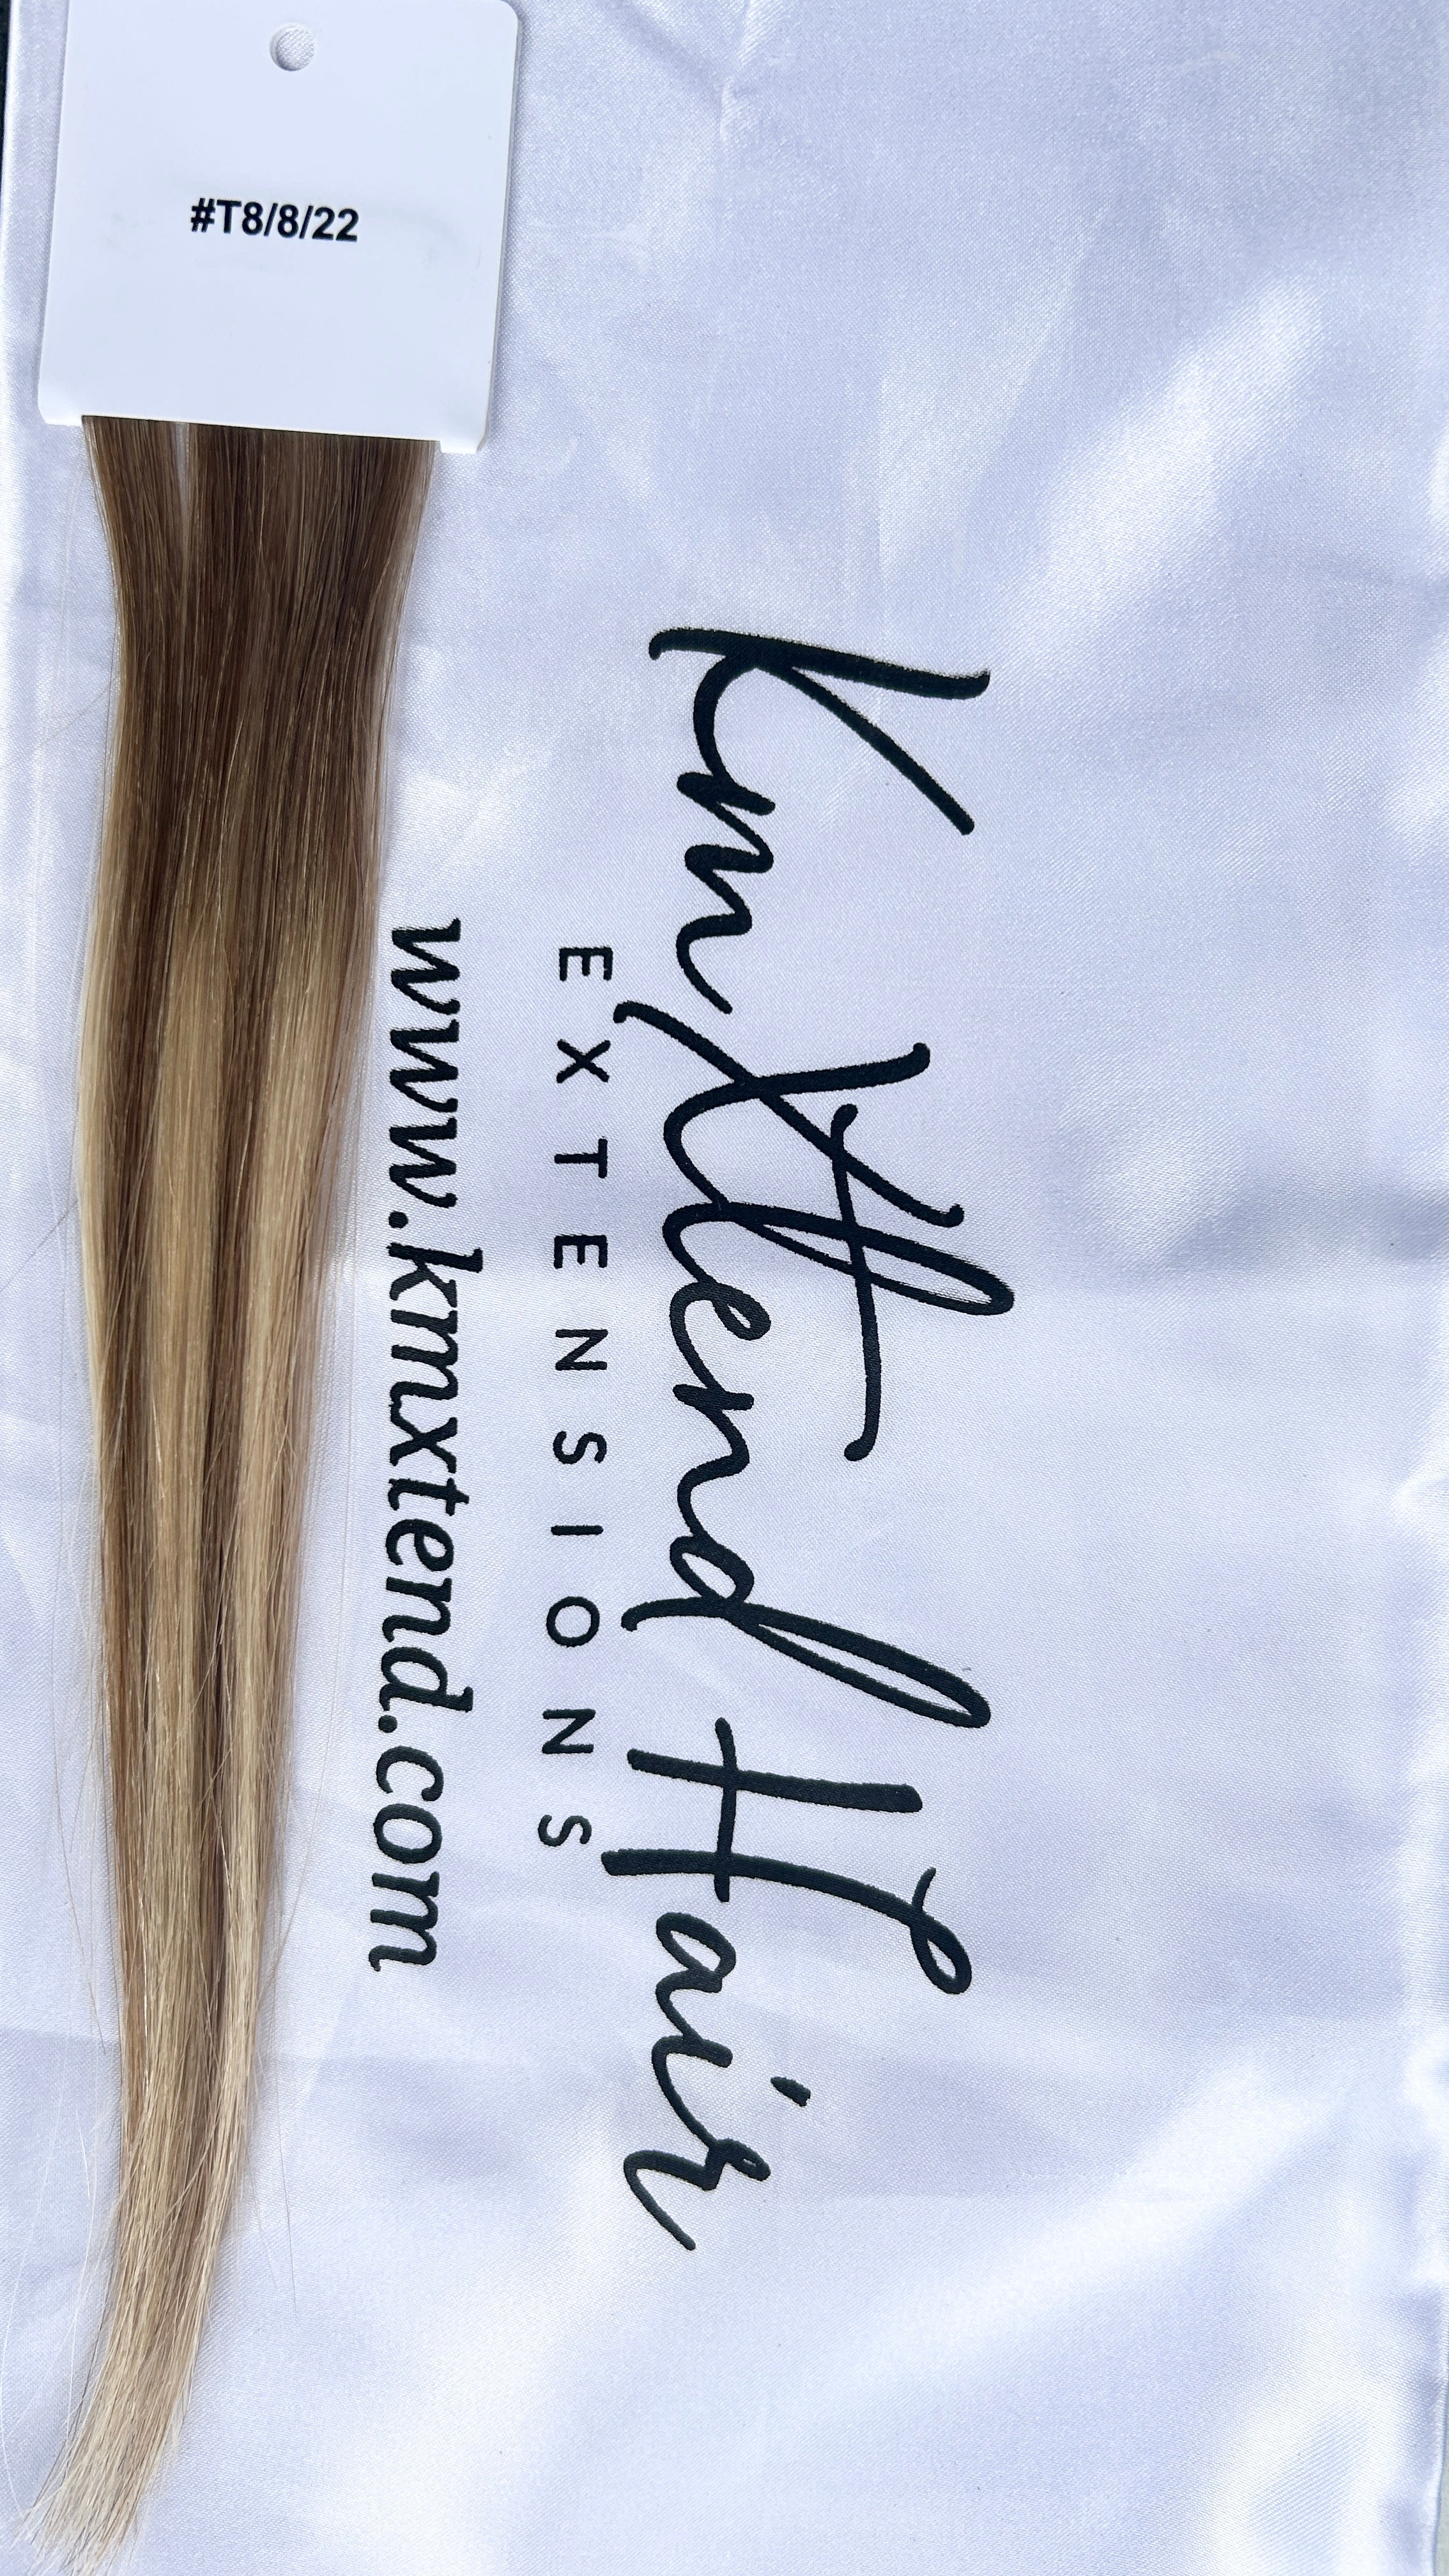 #T8/8/22
KmXtend Hair
EXTENSIONS
www.kmxtend.com